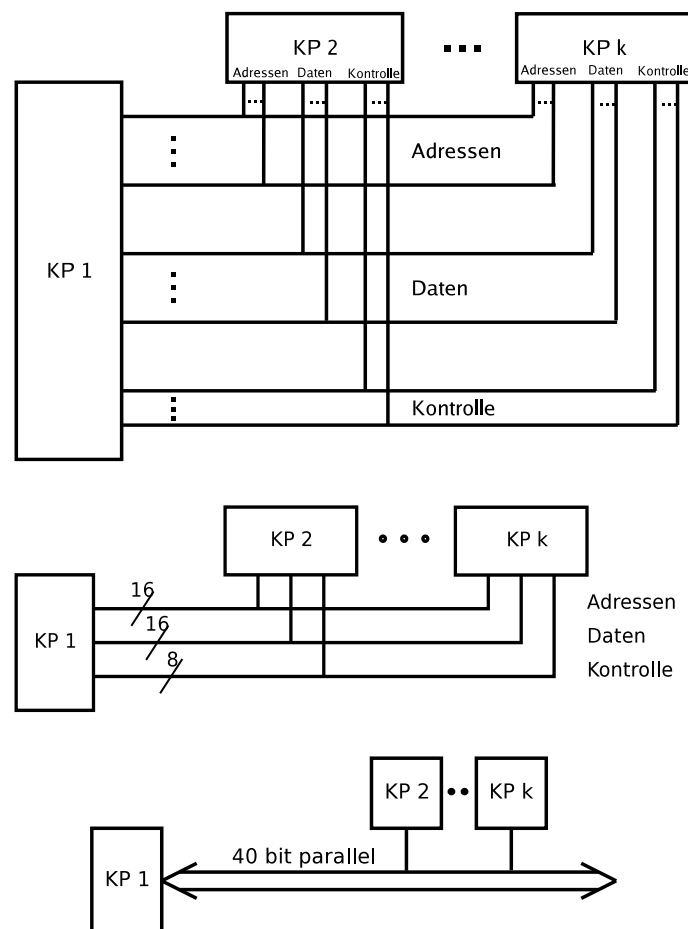 KP 2 KP k
Adressen Daten Kontrolle Adressen Daten Kontrolle
Adressen
KP 1
Daten
Kontrolle
KP 2 KP k
16
Adressen
KP 1
16
Daten
8
Kontrolle
KP 2 KP k
40 bit parallel
KP 1